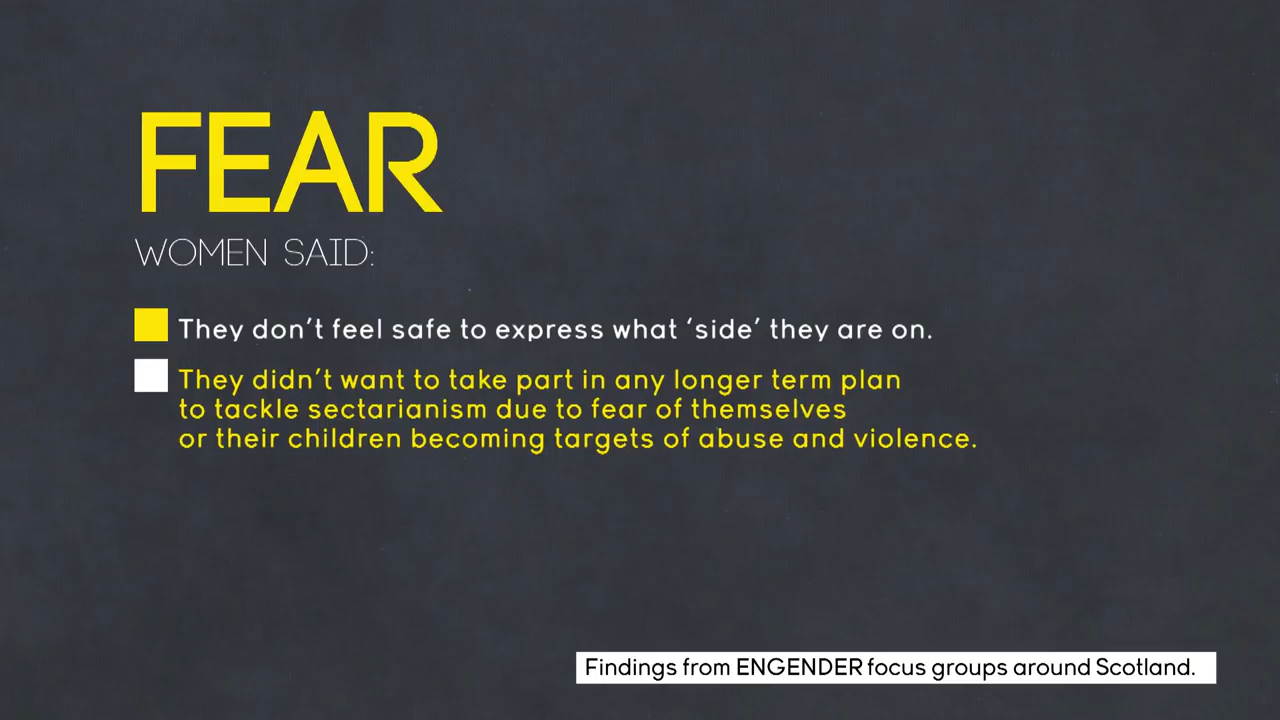 FEAR
WOMEN SAID:
They don't feel safe to express what ‘side’ they are on.
They didn't want to take part in any longer term plan
to tackle sectarianism due to fear of themselves
or their children becoming targets of abuse and violence.
Findings from ENGENDER focus groups around Scotland.